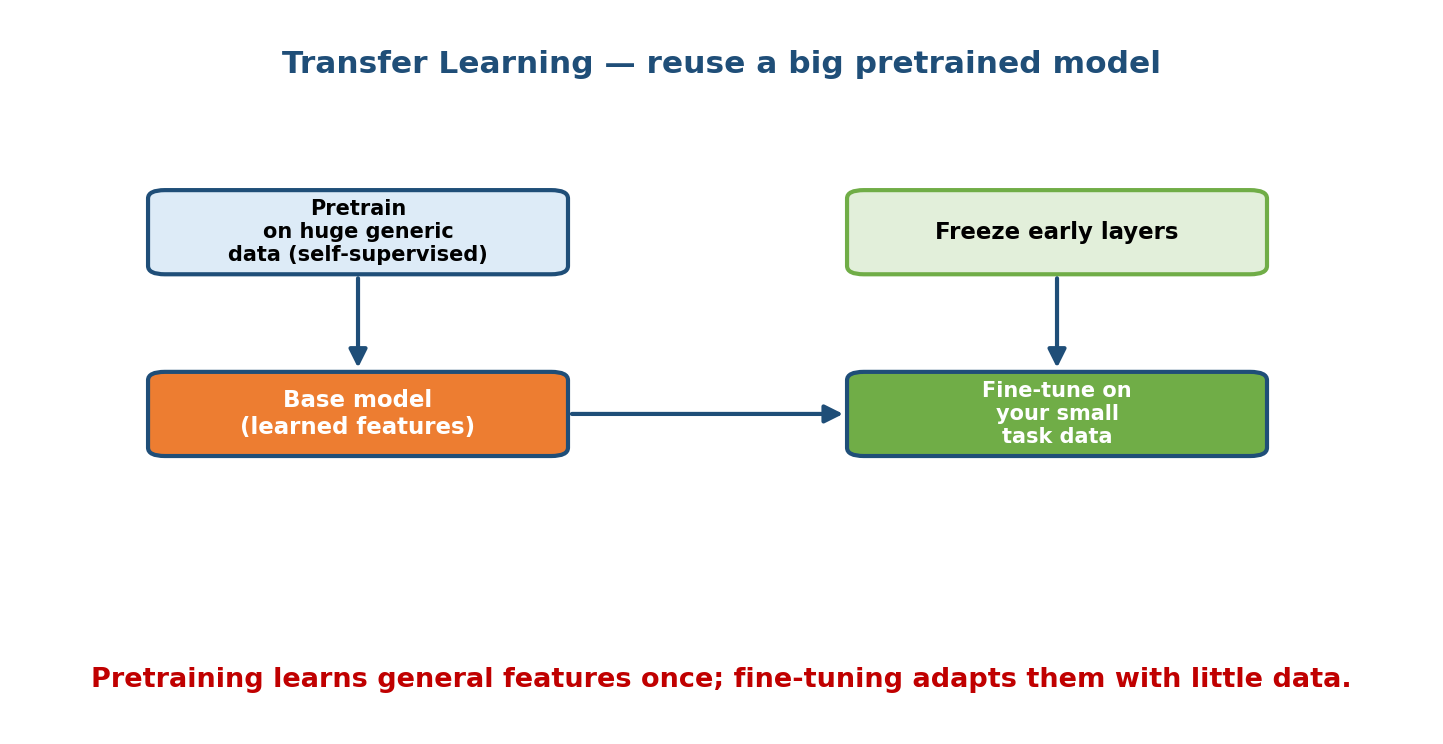 Transfer Learning — reuse a big pretrained model
Pretrain
on huge generic
data (self-supervised)
Freeze early layers
Base model
(learned features)
Fine-tune on
your small
task data
Pretraining learns general features once; fine-tuning adapts them with little data.